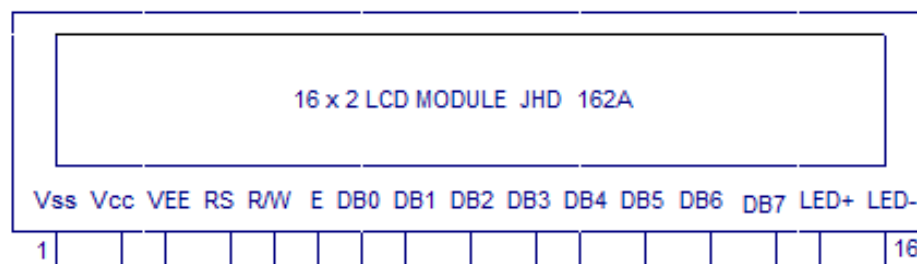 16 x 2 LCD MODULE JHD 162A
Vss Vcc VEE RS R/W E DB0 DB1 DB2 DB3 DB4 DB5 DB6 DB7 LED+ LED-
1 16